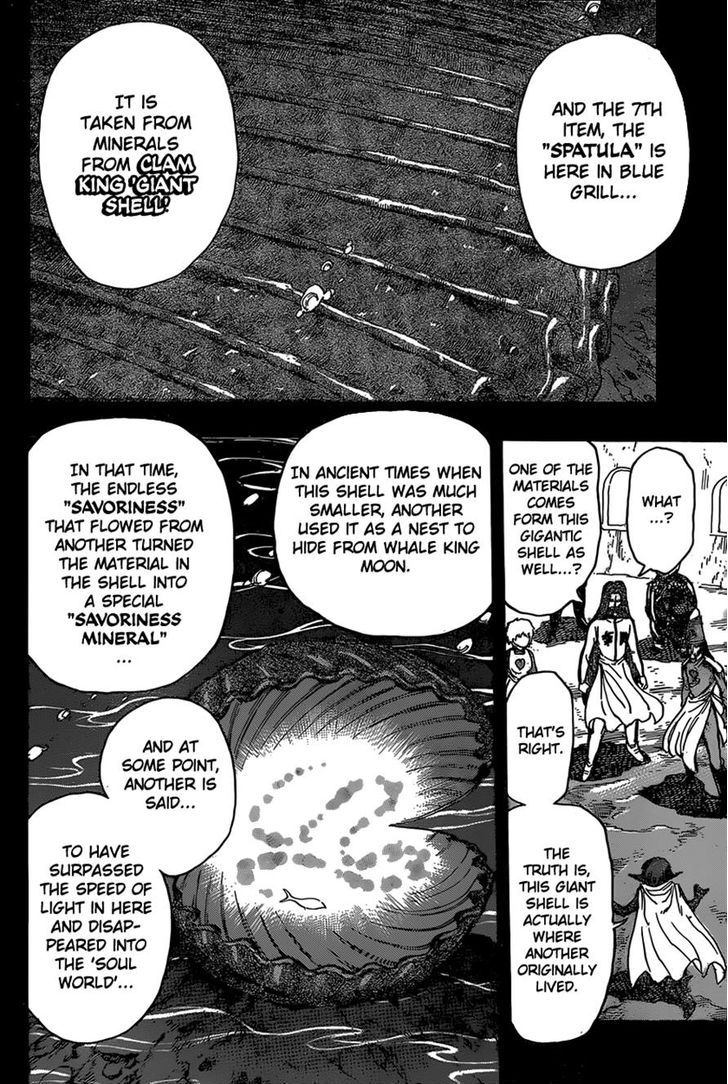 AND THE 7TH
ITEM, THE
"SPATULA" IS
HERE IN BLUE
GRILL...
IT IS
TAKEN FROM
MINERALS
FROM CLAM
KING 'GIANT
SHELL'.
WHAT
...?
ONE OF THE
MATERIALS
COMES
FORM THIS
GIGANTIC
SHELL AS
WELL...?
THAT'S
RIGHT.
THE
TRUTH IS,
THIS GIANT
SHELL IS
ACTUALLY
WHERE
ANOTHER
ORIGINALLY
LIVED.
IN ANCIENT TIMES WHEN
THIS SHELL WAS MUCH
SMALLER, ANOTHER
USED IT AS A NEST TO
HIDE FROM WHALE KING
MOON.
IN THAT TIME,
THE ENDLESS
"SAVORINESS"
THAT FLOWED FROM
ANOTHER TURNED
THE MATERIAL IN
THE SHELL INTO
A SPECIAL
"SAVORINESS
MINERAL"
...
AND AT
SOME POINT,
ANOTHER IS
SAID...
TO HAVE
SURPASSED
THE SPEED OF
LIGHT IN HERE
AND DISAP-
PEARED INTO
THE 'SOUL
WORLD'...